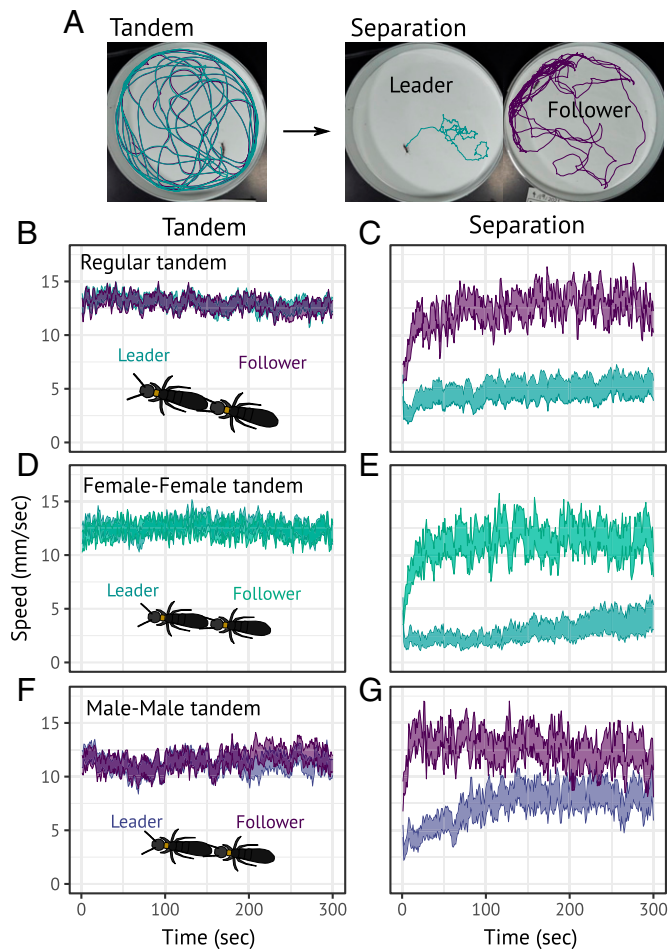 A
Tandem
Separation
Leader
Follower
Tandem
Separation
B
C
Regular tandem
Leader
Follower
15
10
5
0
D
E
Female-Female tandem
Leader
Follower
15
10
5
0
Speed (mm/sec)
F
G
Male-Male tandem
Leader
Follower
15
10
5
0
0 100 200 300
0 100 200 300
Time (sec)
Time (sec)